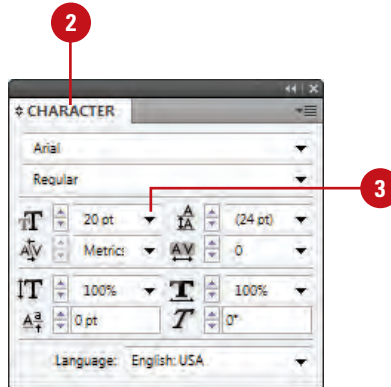 2
CHARACTER
Arial
Regular
3
20 pt (24 pt)
Metrics 0
100% 100%
0 pt 0°
Language: English: USA